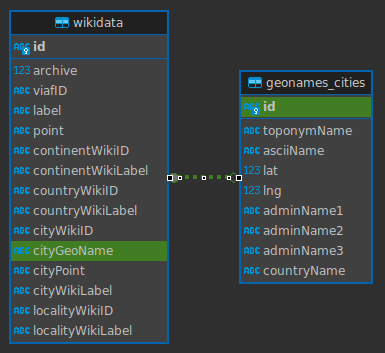 wikidata
ABC id
123 archive
ABC viafID
ABC label
ABC point
ABC continentWikiID
ABC continentWikiLabel
ABC countryWikiID
ABC countryWikiLabel
ABC cityWikiID
ABC cityGeoName
ABC cityPoint
ABC cityWikiLabel
ABC localityWikiID
ABC localityWikiLabel
geonames_cities
ABC id
ABC toponymName
ABC asciiName
123 lat
123 lng
ABC adminName1
ABC adminName2
ABC adminName3
ABC countryName